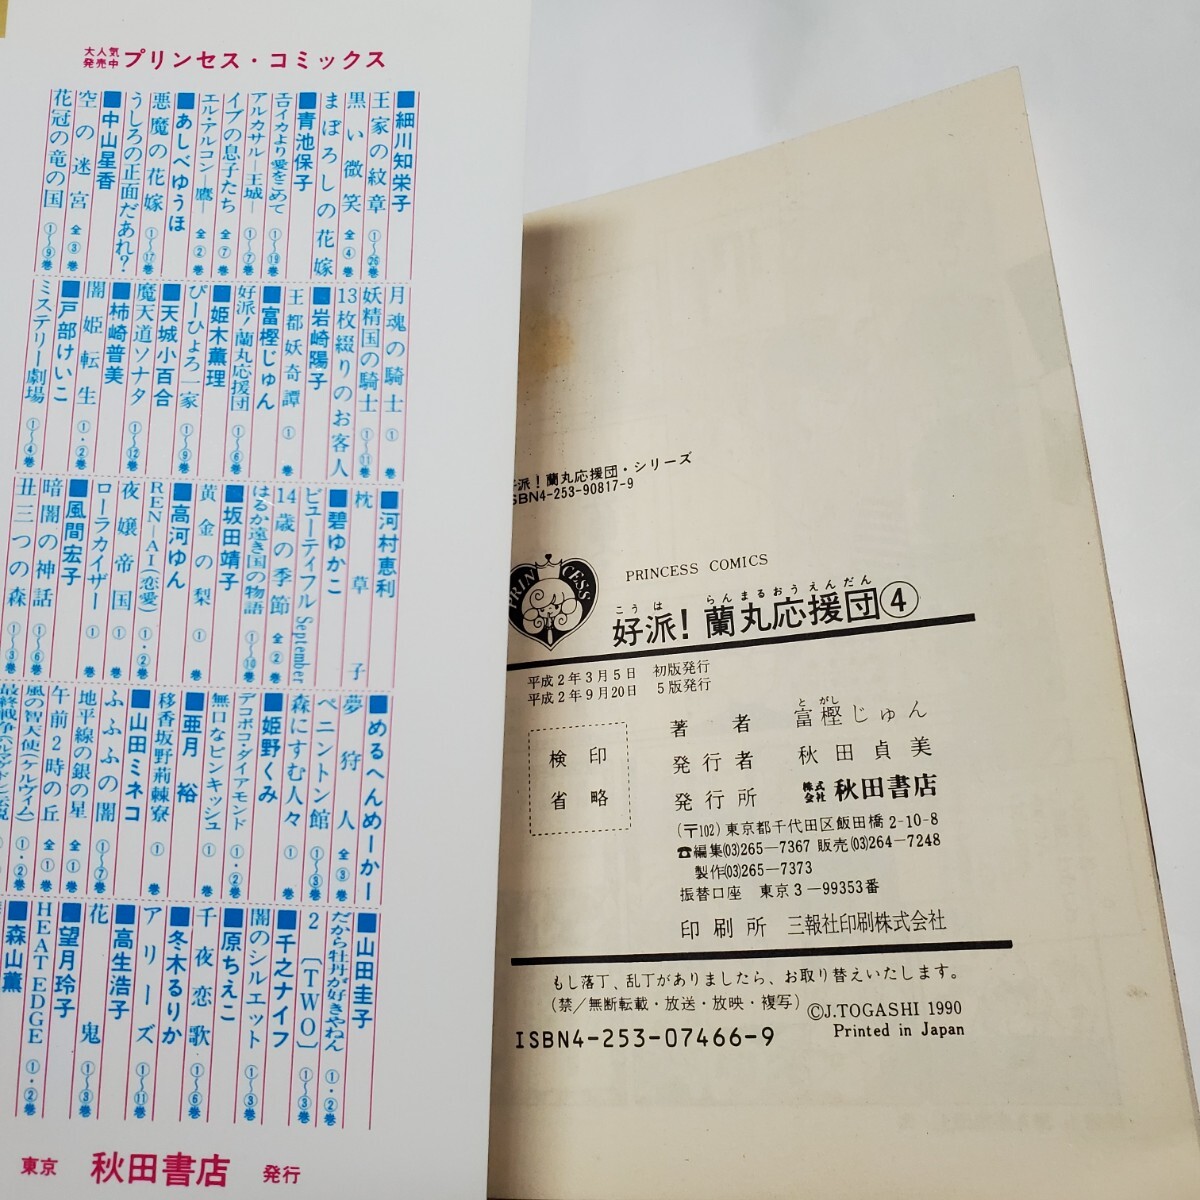 大人気発売中 プリンセス・コミックス
■細川知栄子
王家の紋章 ①〜㉖巻
黒い微笑 全④巻
まぼろしの花嫁
■青池保子
エロイカより愛をこめて ①〜⑲巻
アルカサル―王城― ①〜⑦巻
イブの息子たち 全⑦巻
エル・アルコン―鷹― 全②巻
■あしべゆうほ
悪魔の花嫁 ①〜⑰巻
うしろの正面だあれ?
■中山星香
空の迷宮 全③巻
花冠の竜の国 ①〜⑨巻
月魂の騎士 ①巻
妖精国の騎士 ①〜⑪巻
13枚綴りのお客人
■岩崎陽子
王都妖奇譚 ①巻
■富樫じゅん
好派!蘭丸応援団 ①〜⑥巻
■姫木薫理
ぴーひょろ一家 ①〜⑨巻
■天城小百合
魔天道ソナタ ①〜⑫巻
■柿崎普美
闇姫転生 ①・②巻
■戸部けいこ
ミステリー劇場 ①〜④巻
■河村恵利
枕草子
■碧ゆかこ
ビューティフル September
14歳の季節 全②巻
はるか遠き国の物語 ①〜⑩巻
■坂田靖子
黄金の梨 ①巻
■高河ゆん
REN―AI〔恋愛〕 ①・②巻
夜嬢帝国 ①巻
ローラカイザー ①巻
■風間宏子
暗闇の神話 ①〜⑥巻
丑三つの森 ①〜③巻
■めるへんめーかー
夢狩人 全③巻
ペニントン館 ①〜③巻
森にすむ人々 ①巻
■姫野くみ
デコボコ・ダイアモンド ①・②巻
無口なピンキッシュ ①巻
■亜月裕
移香坂野荊棘寮 ①巻
■山田ミネコ
ふふふの闇 ①〜⑦巻
地平線の銀の星 全①巻
午前2時の丘 全①巻
風の智天使(ケルヴィム) ①・②巻
■山田圭子
だから牡丹が好きやねん ①・②巻
2〔TWO〕 ①〜③巻
■千之ナイフ
闇のシルエット ①〜③巻
■原ちえこ
千夜恋歌 ①〜⑥巻
■冬木るりか
アリーズ ①〜⑪巻
■高生浩子
花鬼 ①〜③巻
■望月玲子
HEAT EDGE ①・②巻
■森山薫
東京 秋田書店 発行
派!蘭丸応援団・シリーズ
SBN4-253-90817-9
PRINCESS
PRINCESS COMICS
こうは らんまるおうえんだん
好派!蘭丸応援団④
平成2年3月5日 初版発行
平成2年9月20日 5版発行
検印
省略
とがし
著者 富樫じゅん
発行者 秋田貞美
発行所 株式会社 秋田書店
(〒102)東京都千代田区飯田橋2-10-8
☎編集(03)265-7367 販売(03)264-7248
製作(03)265-7373
振替口座 東京3-99353番
印刷所 三報社印刷株式会社
もし落丁、乱丁がありましたら、お取り替えいたします。
(禁/無断転載・放送・放映・複写)
©J.TOGASHI 1990
Printed in Japan
ISBN4-253-07466-9